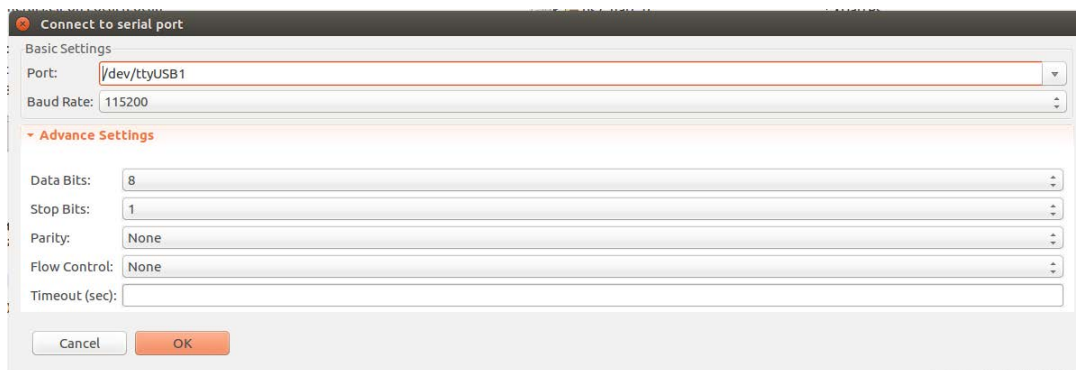 Connect to serial port
Basic Settings
Port: /dev/ttyUSB1
Baud Rate: 115200
Advance Settings
Data Bits: 8
Stop Bits: 1
Parity: None
Flow Control: None
Timeout (sec):
Cancel OK